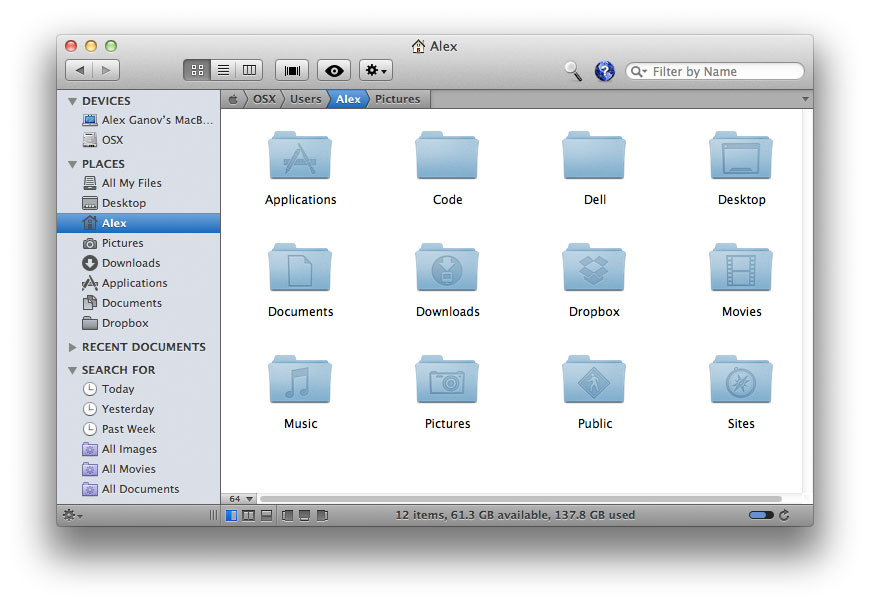 Alex
Filter by Name
DEVICES
Alex Ganov's MacB...
OSX
PLACES
All My Files
Desktop
Alex
Pictures
Downloads
Applications
Documents
Dropbox
RECENT DOCUMENTS
SEARCH FOR
Today
Yesterday
Past Week
All Images
All Movies
All Documents
OSX Users Alex Pictures
Applications Code Dell Desktop
Documents Downloads Dropbox Movies
Music Pictures Public Sites
64
12 items, 61.3 GB available, 137.8 GB used